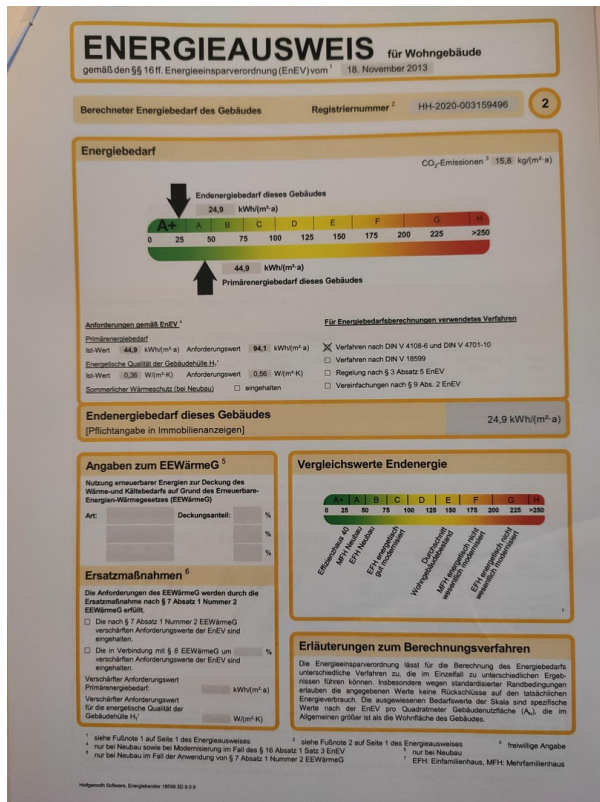 ENERGIEAUSWEIS für Wohngebäude
gemäß den §§ 16 ff. Energieeinsparverordnung (EnEV) vom 1 18. November 2013
Berechneter Energiebedarf des Gebäudes Registriernummer 2 HH-2020-003159496 2
Energiebedarf
CO2-Emissionen 3 15,8 kg/(m²·a)
Endenergiebedarf dieses Gebäudes
24,9 kWh/(m²·a)
A+ A B C D E F G H
0 25 50 75 100 125 150 175 200 225 >250
44,9 kWh/(m²·a)
Primärenergiebedarf dieses Gebäudes
Anforderungen gemäß EnEV 4
Primärenergiebedarf
Ist-Wert 44,9 kWh/(m²·a) Anforderungswert 94,1 kWh/(m²·a)
Energetische Qualität der Gebäudehülle HT'
Ist-Wert 0,36 W/(m²·K) Anforderungswert 0,56 W/(m²·K)
Sommerlicher Wärmeschutz (bei Neubau) ☐ eingehalten
Für Energiebedarfsberechnungen verwendetes Verfahren
☒ Verfahren nach DIN V 4108-6 und DIN V 4701-10
☐ Verfahren nach DIN V 18599
☐ Regelung nach § 3 Absatz 5 EnEV
☐ Vereinfachungen nach § 9 Abs. 2 EnEV
Endenergiebedarf dieses Gebäudes
[Pflichtangabe in Immobilienanzeigen]
24,9 kWh/(m²·a)
Angaben zum EEWärmeG 5
Nutzung erneuerbarer Energien zur Deckung des
Wärme-und Kältebedarfs auf Grund des Erneuerbare-
Energien-Wärmegesetzes (EEWärmeG)
Art: Deckungsanteil: %
%
%
Ersatzmaßnahmen 6
Die Anforderungen des EEWärmeG werden durch die
Ersatzmaßnahme nach § 7 Absatz 1 Nummer 2
EEWärmeG erfüllt.
☐ Die nach § 7 Absatz 1 Nummer 2 EEWärmeG
verschärften Anforderungswerte der EnEV sind
eingehalten.
☐ Die in Verbindung mit § 8 EEWärmeG um %
verschärften Anforderungswerte der EnEV sind
eingehalten.
Verschärfter Anforderungswert
Primärenergiebedarf: kWh/(m²·a)
Verschärfter Anforderungswert
für die energetische Qualität der
Gebäudehülle HT' W/(m²·K)
Vergleichswerte Endenergie
A+ A B C D E F G H
0 25 50 75 100 125 150 175 200 225 >250
Effizienzhaus 40
MFH Neubau
EFH Neubau
EFH energetisch
gut modernisiert
Durchschnitt
Wohngebäudebestand
MFH energetisch nicht
wesentlich modernisiert
EFH energetisch nicht
wesentlich modernisiert
7
Erläuterungen zum Berechnungsverfahren
Die Energieeinsparverordnung lässt für die Berechnung des Energiebedarfs
unterschiedliche Verfahren zu, die im Einzelfall zu unterschiedlichen Ergeb-
nissen führen können. Insbesondere wegen standardisierter Randbedingungen
erlauben die angegebenen Werte keine Rückschlüsse auf den tatsächlichen
Energieverbrauch. Die ausgewiesenen Bedarfswerte der Skala sind spezifische
Werte nach der EnEV pro Quadratmeter Gebäudenutzfläche (AN), die im
Allgemeinen größer ist als die Wohnfläche des Gebäudes.
1 siehe Fußnote 1 auf Seite 1 des Energieausweises 2 siehe Fußnote 2 auf Seite 1 des Energieausweises 3 freiwillige Angabe
4 nur bei Neubau sowie bei Modernisierung im Fall des § 16 Absatz 1 Satz 3 EnEV 5 nur bei Neubau
6 nur bei Neubau im Fall der Anwendung von § 7 Absatz 1 Nummer 2 EEWärmeG 7 EFH: Einfamilienhaus, MFH: Mehrfamilienhaus
Hottgenroth Software, Energieberater 18599 3D 9.0.8